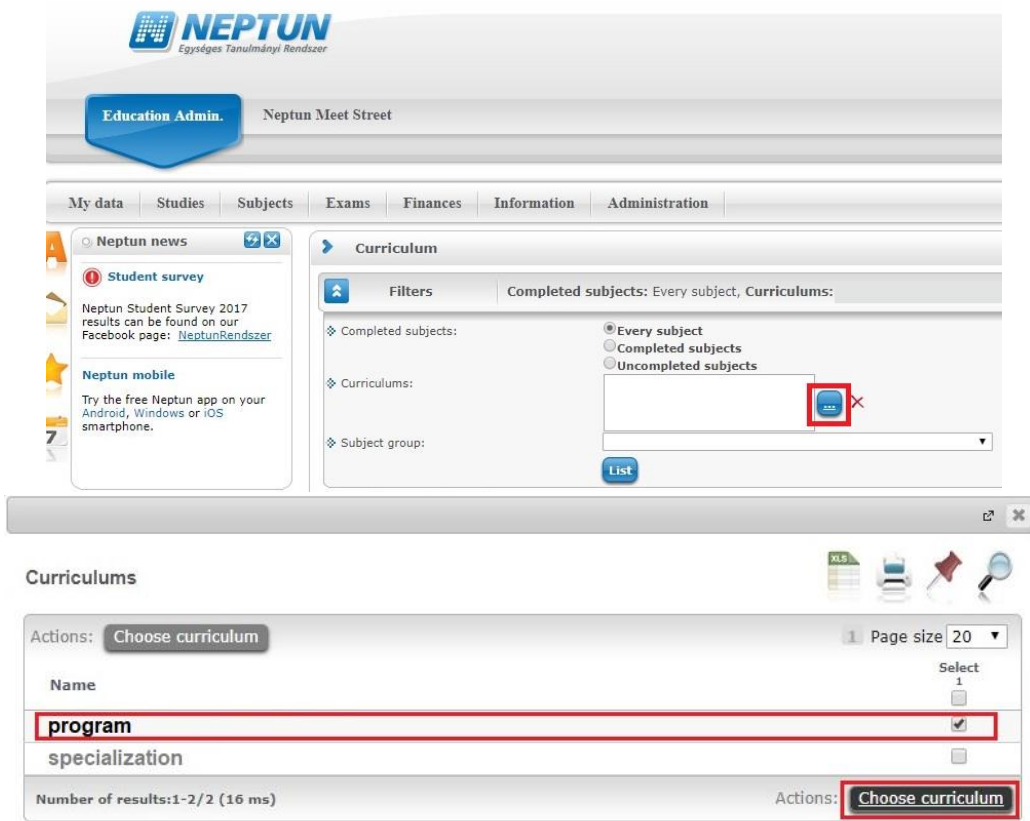 NEPTUN
Egységes Tanulmányi Rendszer
Education Admin. Neptun Meet Street
My data Studies Subjects Exams Finances Information Administration
Neptun news
Student survey
Neptun Student Survey 2017
results can be found on our
Facebook page: NeptunRendszer
Neptun mobile
Try the free Neptun app on your
Android, Windows or iOS
smartphone.
7
Curriculum
Filters Completed subjects: Every subject, Curriculums:
Completed subjects: Every subject
Completed subjects
Uncompleted subjects
Curriculums: ...
Subject group:
List
Curriculums
XLS
Actions: Choose curriculum 1 Page size 20
Name Select
1
program
specialization
Number of results:1-2/2 (16 ms) Actions: Choose curriculum